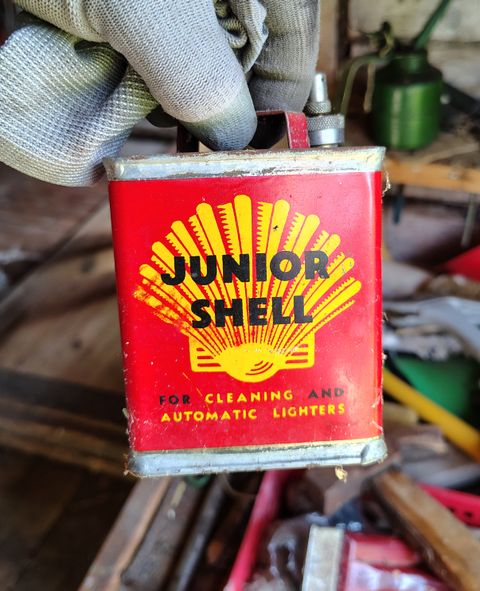 JUNIOR
SHELL
FOR CLEANING AND
AUTOMATIC LIGHTERS